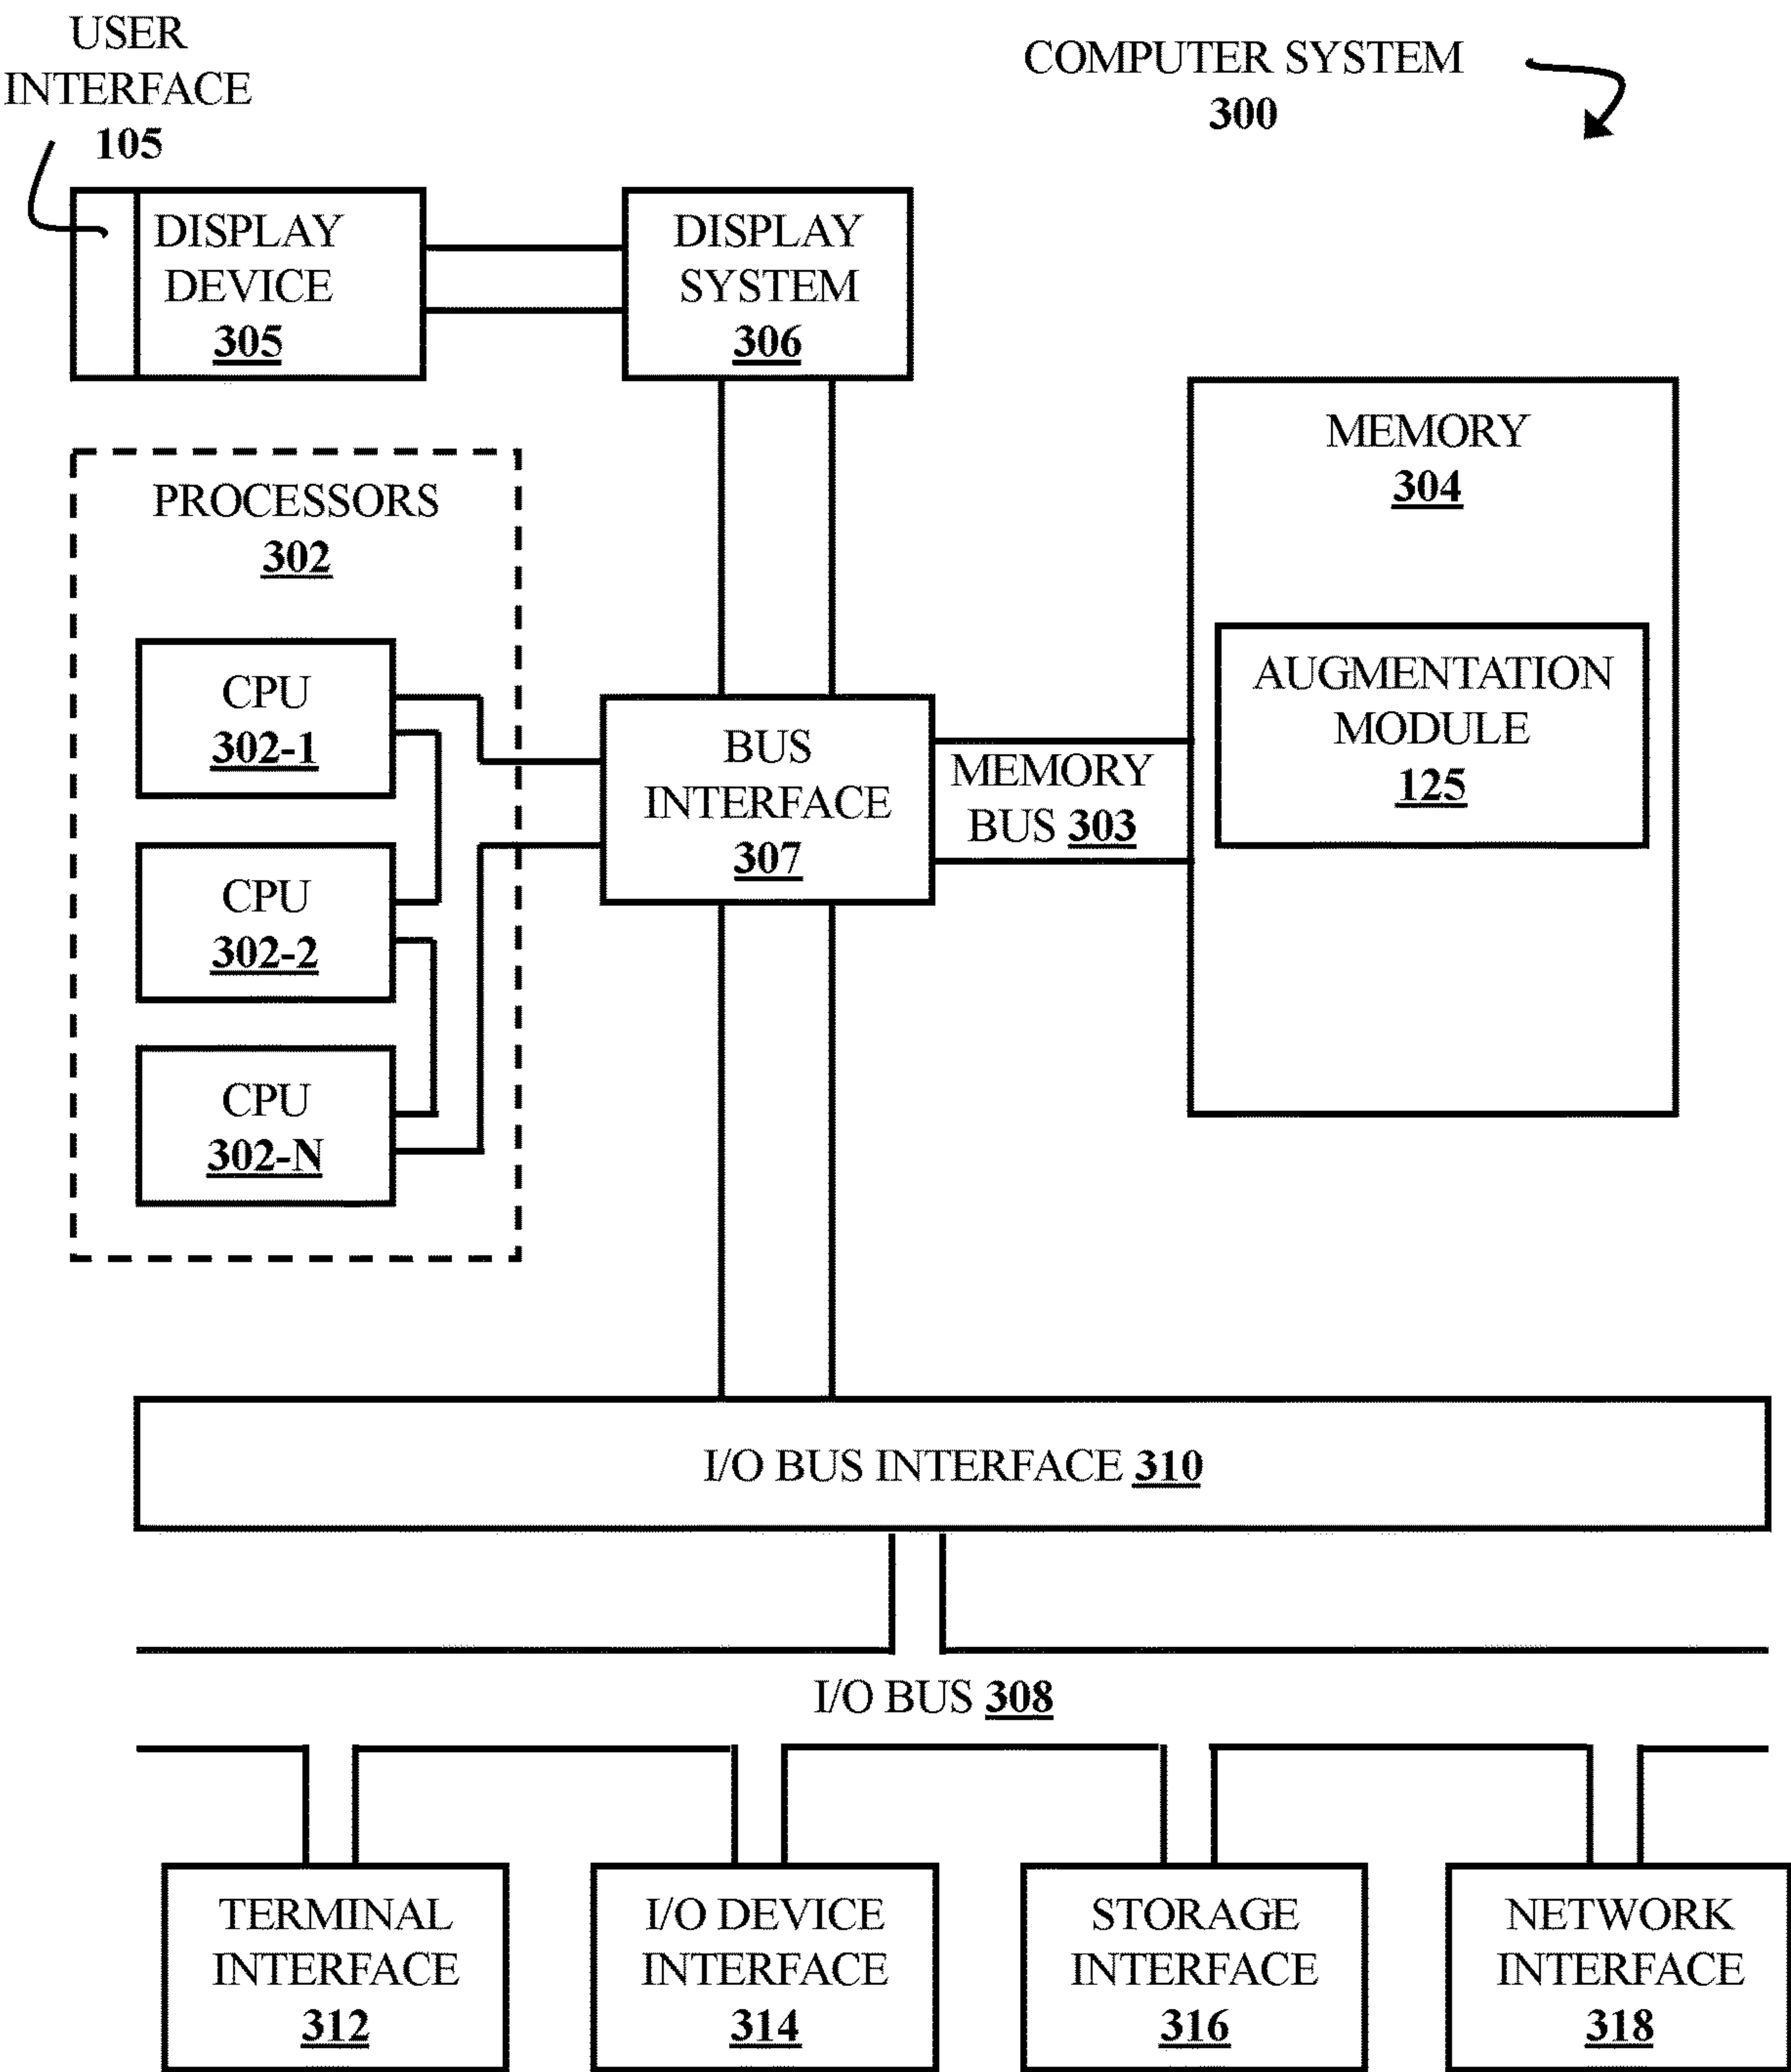 USER
INTERFACE
105
COMPUTER SYSTEM
300
DISPLAY
DEVICE
305
DISPLAY
SYSTEM
306
PROCESSORS
302
CPU
302-1
CPU
302-2
CPU
302-N
BUS
INTERFACE
307
MEMORY
BUS 303
MEMORY
304
AUGMENTATION
MODULE
125
I/O BUS INTERFACE 310
I/O BUS 308
TERMINAL
INTERFACE
312
I/O DEVICE
INTERFACE
314
STORAGE
INTERFACE
316
NETWORK
INTERFACE
318